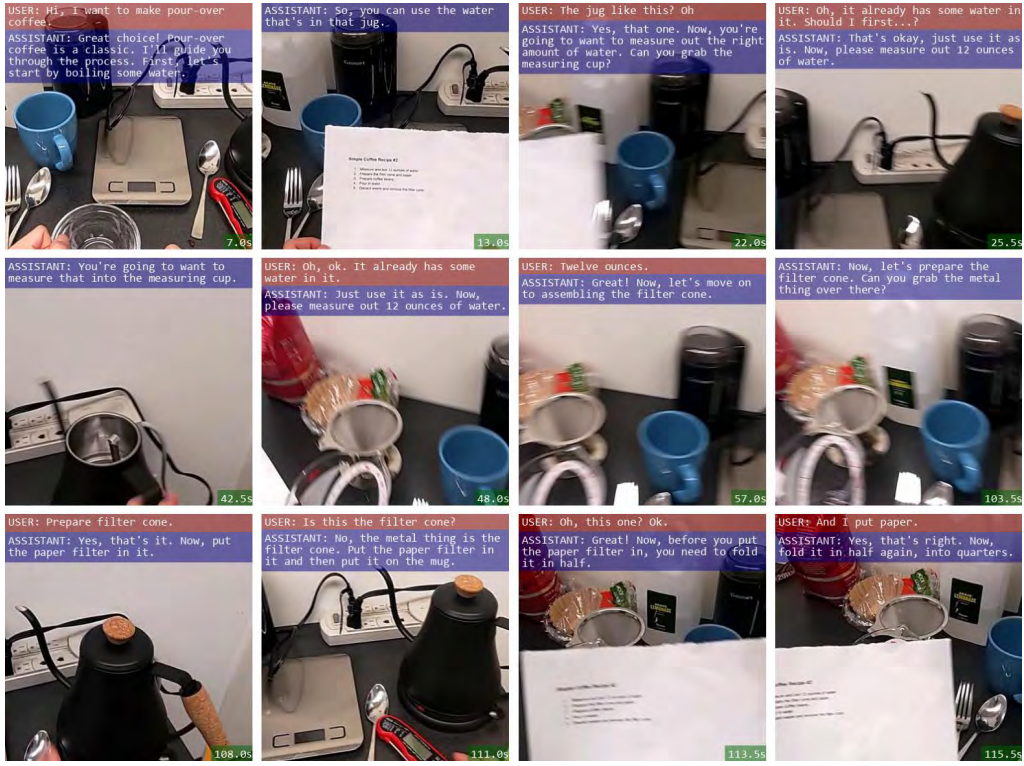 USER: Hi, I want to make pour-over
coffee.
ASSISTANT: Great choice! Pour-over
coffee is a classic. I'll guide you
through the process. First, let's
start by boiling some water.
7.0s
ASSISTANT: So, you can use the water
that's in that jug.
Simple Coffee Recipe #2
13.0s
USER: The jug like this? Oh
ASSISTANT: Yes, that one. Now, you're
going to want to measure out the right
amount of water. Can you grab the
measuring cup?
22.0s
USER: Oh, it already has some water in
it. Should I first...?
ASSISTANT: That's okay, just use it as
is. Now, please measure out 12 ounces
of water.
25.5s
ASSISTANT: You're going to want to
measure that into the measuring cup.
42.5s
USER: Oh, ok. It already has some
water in it.
ASSISTANT: Just use it as is. Now,
please measure out 12 ounces of water.
48.0s
USER: Twelve ounces.
ASSISTANT: Great! Now, let's move on
to assembling the filter cone.
57.0s
ASSISTANT: Now, let's prepare the
filter cone. Can you grab the metal
thing over there?
103.5s
USER: Prepare filter cone.
ASSISTANT: Yes, that's it. Now, put
the paper filter in it.
108.0s
USER: Is this the filter cone?
ASSISTANT: No, the metal thing is the
filter cone. Put the paper filter in
it and then put it on the mug.
111.0s
USER: Oh, this one? Ok.
ASSISTANT: Great! Now, before you put
the paper filter in, you need to fold
it in half.
113.5s
USER: And I put paper.
ASSISTANT: Yes, that's right. Now,
fold it in half again, into quarters.
115.5s